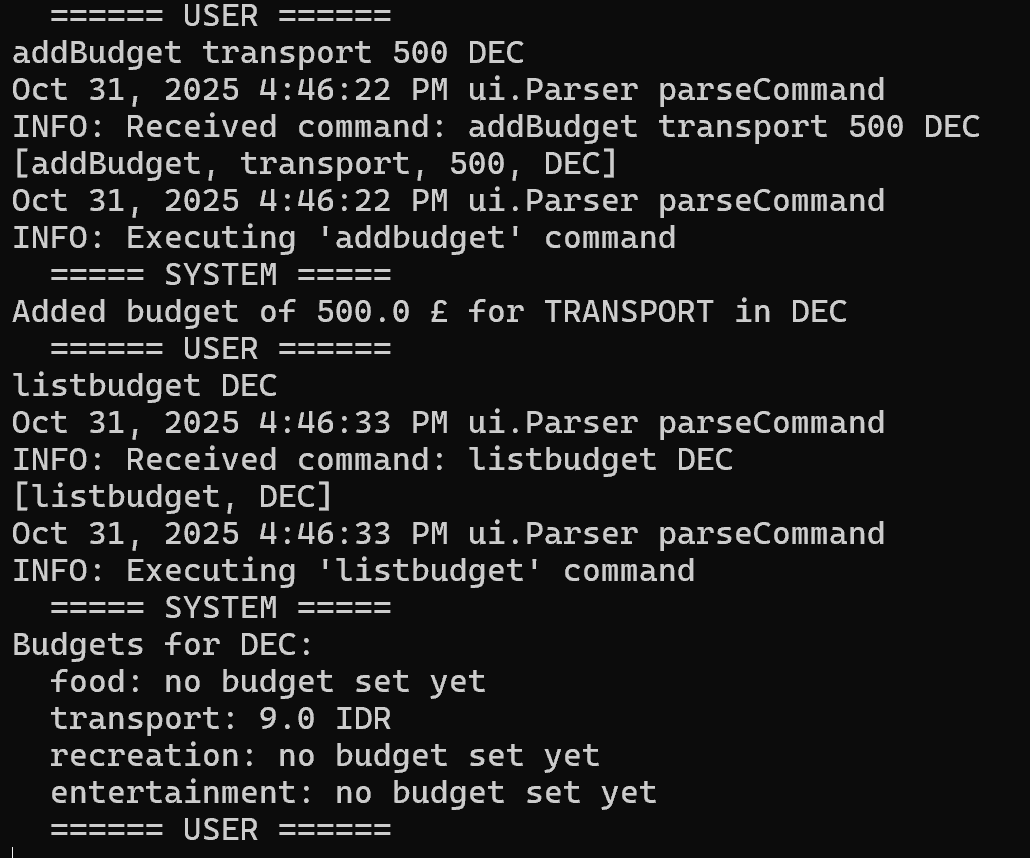 ====== USER ======
addBudget transport 500 DEC
Oct 31, 2025 4:46:22 PM ui.Parser parseCommand
INFO: Received command: addBudget transport 500 DEC
[addBudget, transport, 500, DEC]
Oct 31, 2025 4:46:22 PM ui.Parser parseCommand
INFO: Executing 'addbudget' command
===== SYSTEM =====
Added budget of 500.0 £ for TRANSPORT in DEC
====== USER ======
listbudget DEC
Oct 31, 2025 4:46:33 PM ui.Parser parseCommand
INFO: Received command: listbudget DEC
[listbudget, DEC]
Oct 31, 2025 4:46:33 PM ui.Parser parseCommand
INFO: Executing 'listbudget' command
===== SYSTEM =====
Budgets for DEC:
food: no budget set yet
transport: 9.0 IDR
recreation: no budget set yet
entertainment: no budget set yet
====== USER ======